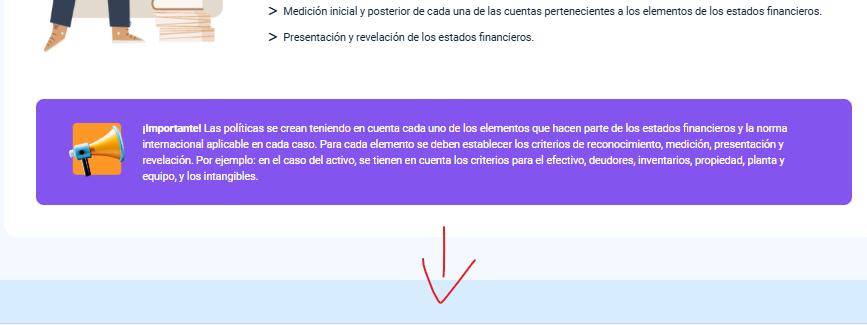 > Medición inicial y posterior de cada una de las cuentas pertenecientes a los elementos de los estados financieros.
> Presentación y revelación de los estados financieros.
¡Importante! Las políticas se crean teniendo en cuenta cada uno de los elementos que hacen parte de los estados financieros y la norma
internacional aplicable en cada caso. Para cada elemento se deben establecer los criterios de reconocimiento, medición, presentación y
revelación. Por ejemplo: en el caso del activo, se tienen en cuenta los criterios para el efectivo, deudores, inventarios, propiedad, planta y
equipo, y los intangibles.